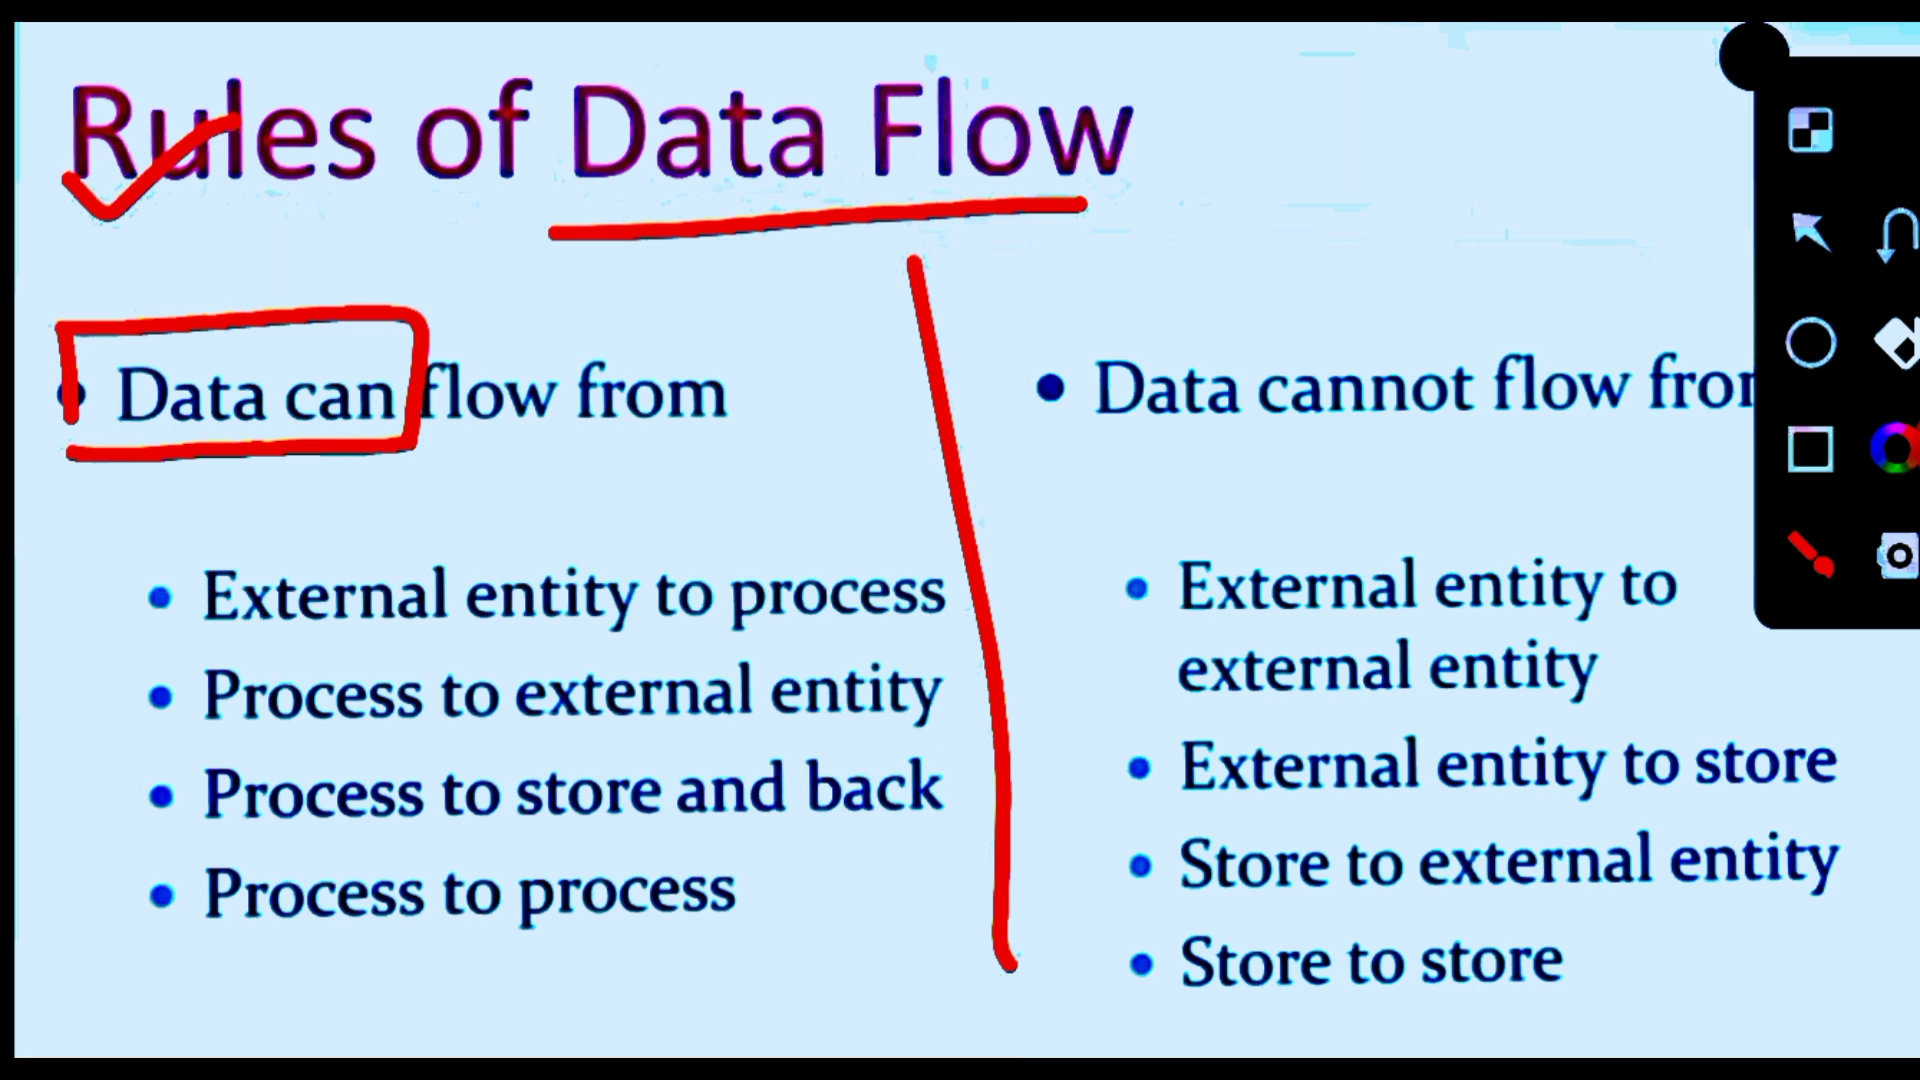 Rules of Data Flow
• Data can flow from
• External entity to process
• Process to external entity
• Process to store and back
• Process to process
• Data cannot flow
• External entity to
external entity
• External entity to store
• Store to external entity
• Store to store